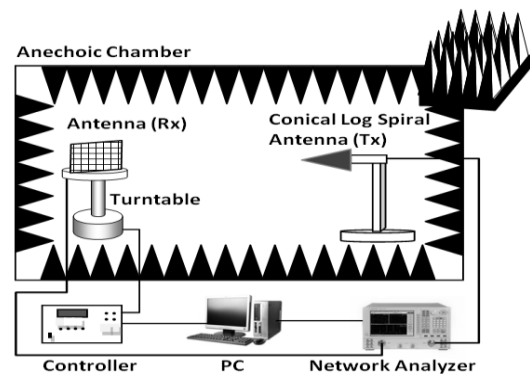 Anechoic Chamber
Antenna (Rx)
Conical Log Spiral
Antenna (Tx)
Turntable
Controller
PC
Network Analyzer